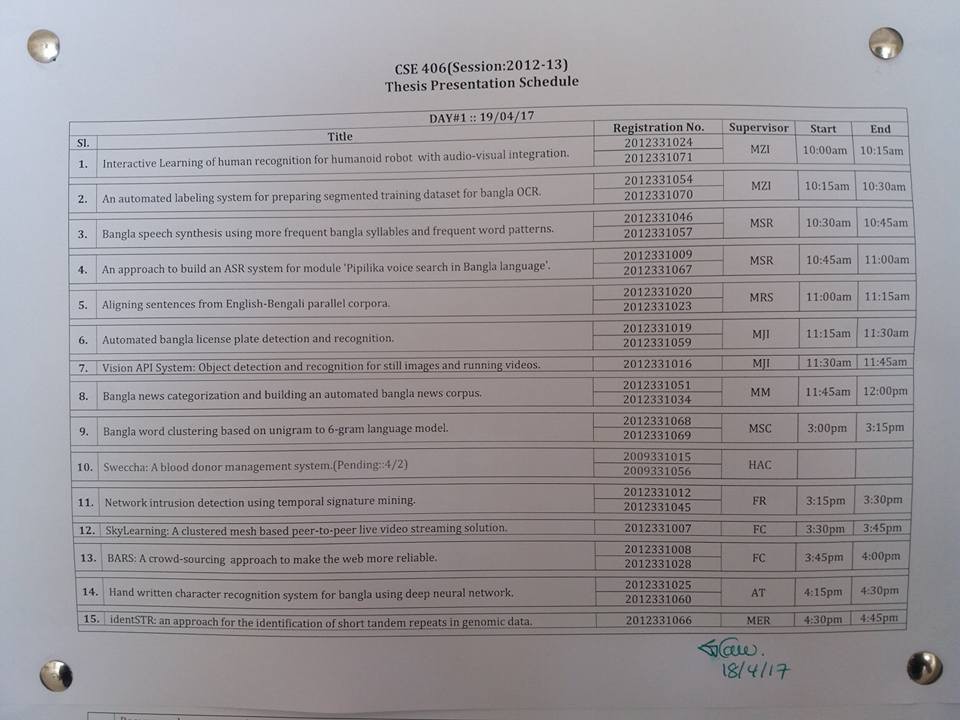 CSE 406(Session:2012-13)
Thesis Presentation Schedule
DAY#1 :: 19/04/17
Sl. Title Registration No. Supervisor Start End
1. Interactive Learning of human recognition for humanoid robot with audio-visual integration. 2012331024 2012331071 MZI 10:00am 10:15am
2. An automated labeling system for preparing segmented training dataset for bangla OCR. 2012331054 2012331070 MZI 10:15am 10:30am
3. Bangla speech synthesis using more frequent bangla syllables and frequent word patterns. 2012331046 2012331057 MSR 10:30am 10:45am
4. An approach to build an ASR system for module 'Pipilika voice search in Bangla language'. 2012331009 2012331067 MSR 10:45am 11:00am
5. Aligning sentences from English-Bengali parallel corpora. 2012331020 2012331023 MRS 11:00am 11:15am
6. Automated bangla license plate detection and recognition. 2012331019 2012331059 MJI 11:15am 11:30am
7. Vision API System: Object detection and recognition for still images and running videos. 2012331016 MJI 11:30am 11:45am
8. Bangla news categorization and building an automated bangla news corpus. 2012331051 2012331034 MM 11:45am 12:00pm
9. Bangla word clustering based on unigram to 6-gram language model. 2012331068 2012331069 MSC 3:00pm 3:15pm
10. Sweccha: A blood donor management system.(Pending::4/2) 2009331015 2009331056 HAC
11. Network intrusion detection using temporal signature mining. 2012331012 2012331045 FR 3:15pm 3:30pm
12. SkyLearning: A clustered mesh based peer-to-peer live video streaming solution. 2012331007 FC 3:30pm 3:45pm
13. BARS: A crowd-sourcing approach to make the web more reliable. 2012331008 2012331028 FC 3:45pm 4:00pm
14. Hand written character recognition system for bangla using deep neural network. 2012331025 2012331060 AT 4:15pm 4:30pm
15. identSTR: an approach for the identification of short tandem repeats in genomic data. 2012331066 MER 4:30pm 4:45pm
18/4/17